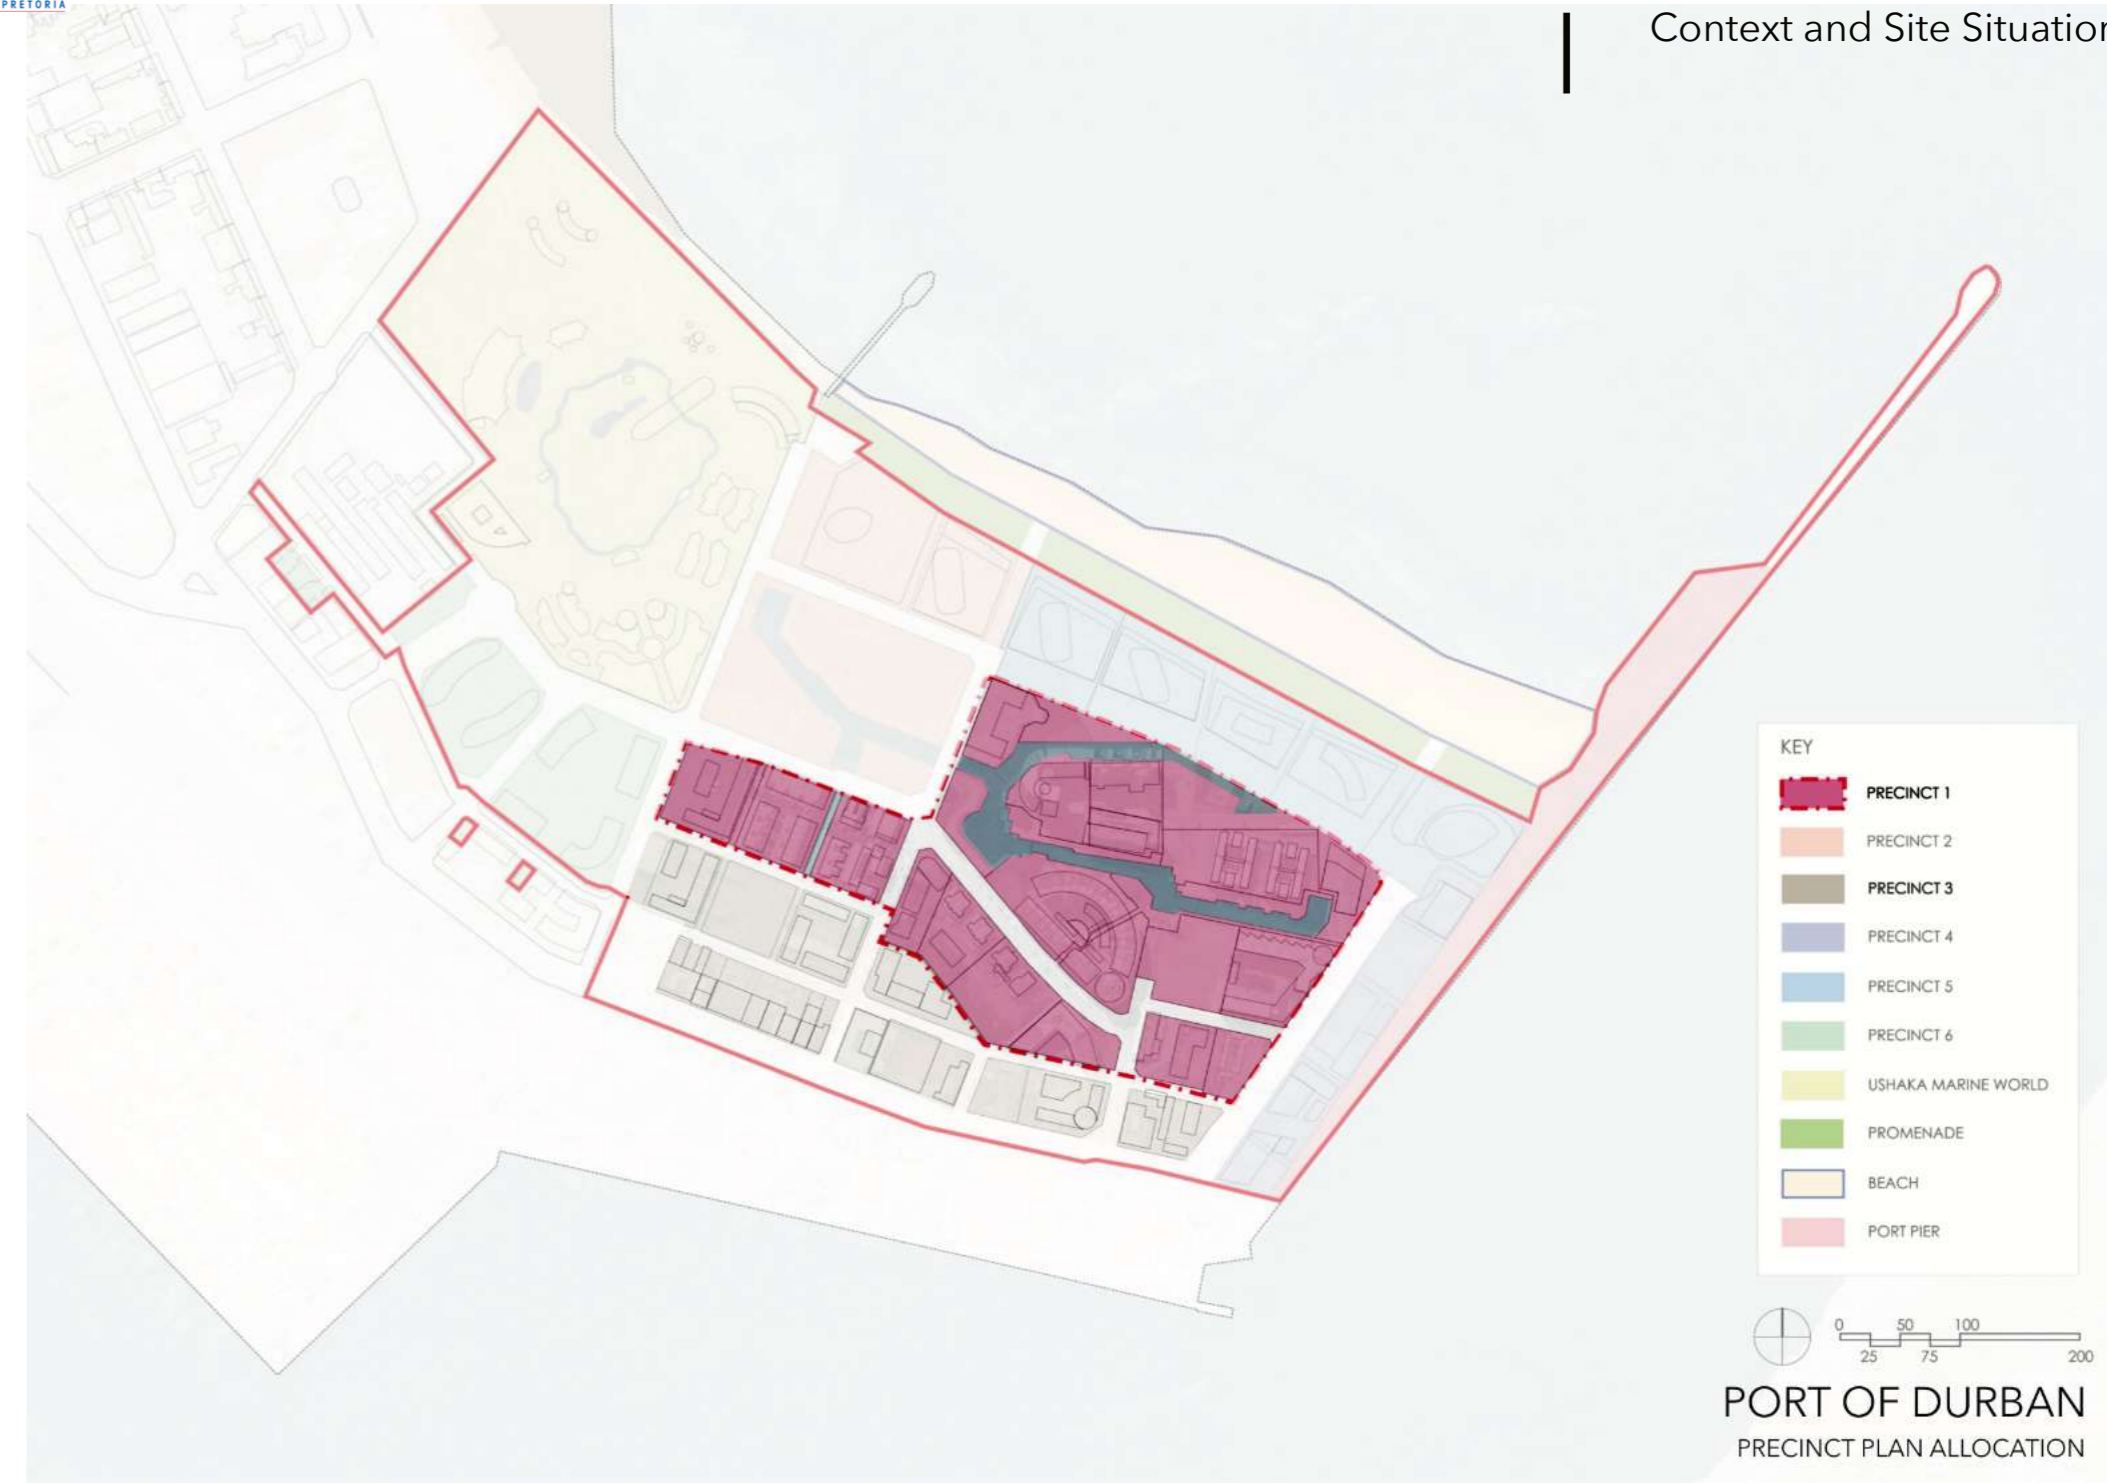 PRETORIA
Context and Site Situation
KEY
PRECINCT 1
PRECINCT 2
PRECINCT 3
PRECINCT 4
PRECINCT 5
PRECINCT 6
USHAKA MARINE WORLD
PROMENADE
BEACH
PORT PIER
0 50 100
25 75 200
PORT OF DURBAN
PRECINCT PLAN ALLOCATION